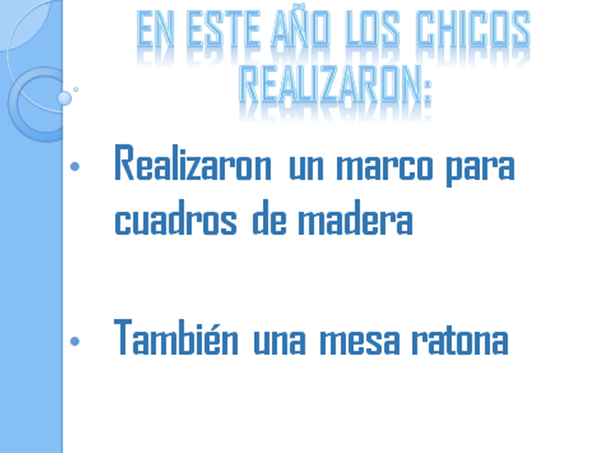 EN ESTE AÑO LOS CHICOS
REALIZARON:
• Realizaron un marco para
cuadros de madera
• También una mesa ratona